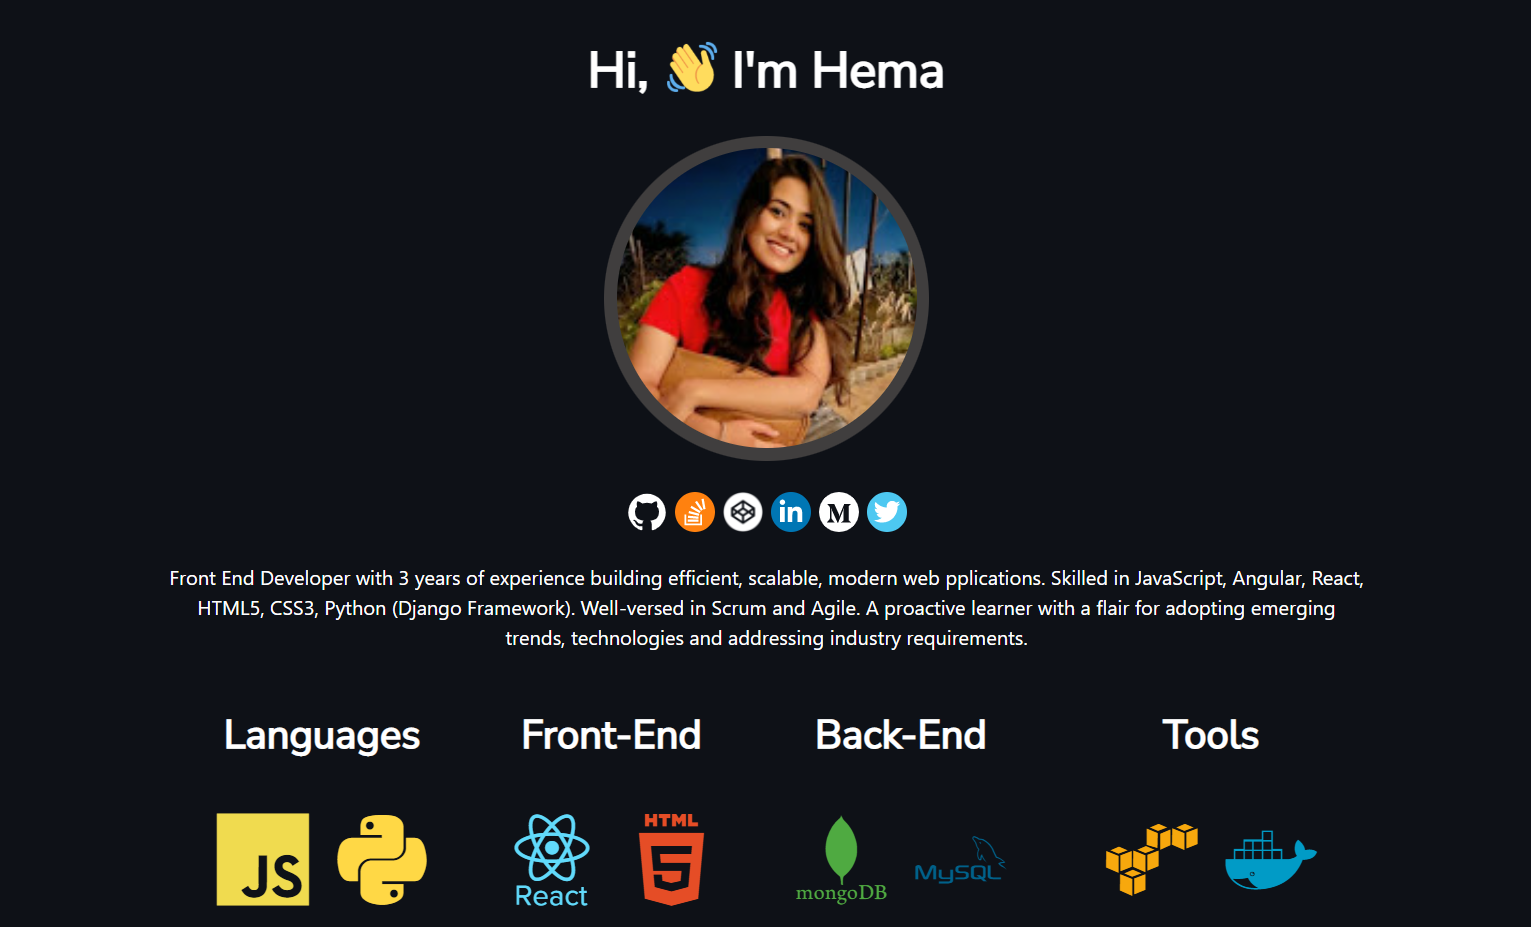 Hi, 👋 I'm Hema
in M
Front End Developer with 3 years of experience building efficient, scalable, modern web pplications. Skilled in JavaScript, Angular, React,
HTML5, CSS3, Python (Django Framework). Well-versed in Scrum and Agile. A proactive learner with a flair for adopting emerging
trends, technologies and addressing industry requirements.
Languages Front-End Back-End Tools
HTML
5
JS React mongoDB MySQL